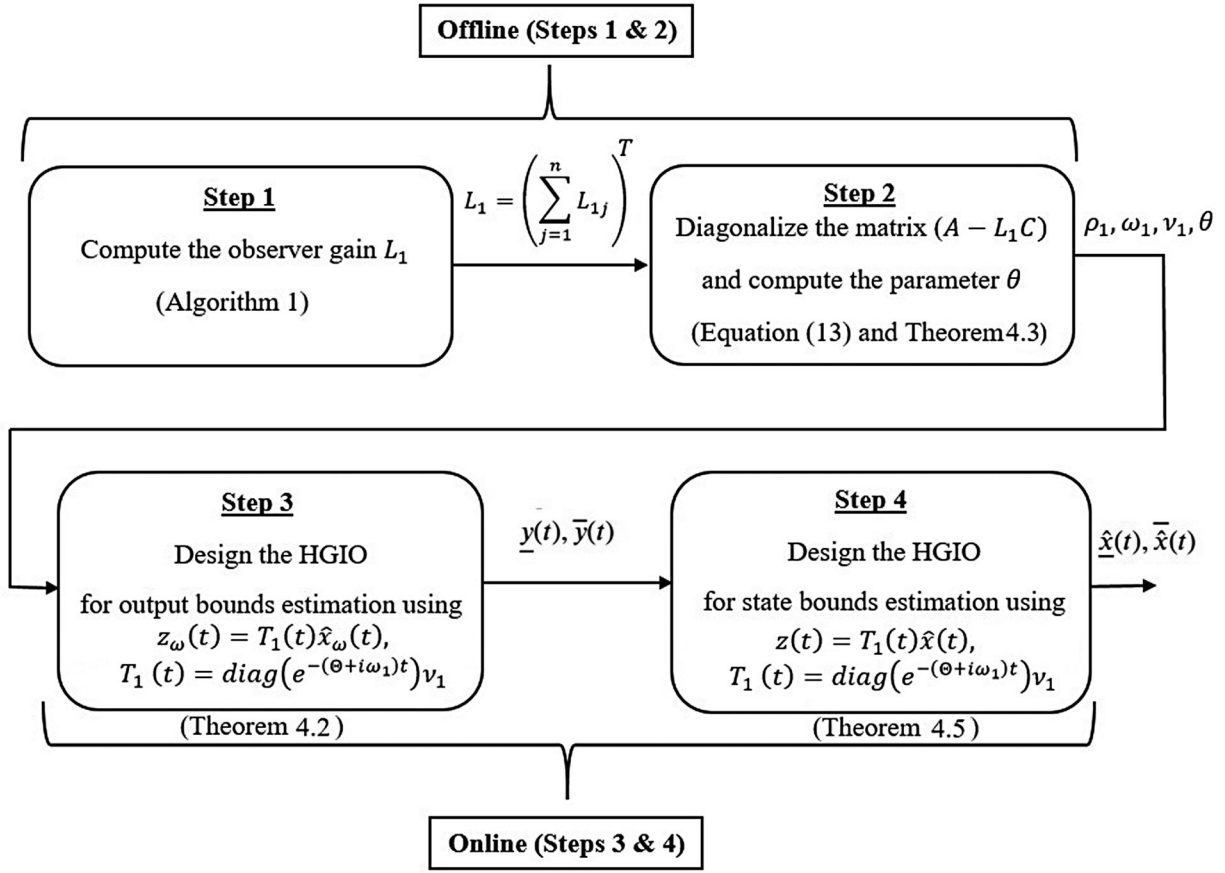 Offline (Steps 1 & 2)
Step 1
Compute the observer gain L₁
(Algorithm 1)
L₁ = (∑ⱼ₌₁ⁿ L₁ⱼ)ᵀ
Step 2
Diagonalize the matrix (A − L₁C)
and compute the parameter θ
(Equation (13) and Theorem 4.3)
ρ₁, ω₁, ν₁, θ
Step 3
Design the HGIO
for output bounds estimation using
z_ω(t) = T₁(t)x̂_ω(t),
T₁ (t) = diag(e^{−(Θ+iω₁)t})ν₁
(Theorem 4.2)
y̲(t), y̅(t)
Step 4
Design the HGIO
for state bounds estimation using
z(t) = T₁(t)x̂(t),
T₁ (t) = diag(e^{−(Θ+iω₁)t})ν₁
(Theorem 4.5)
x̲̂(t), x̂̅(t)
Online (Steps 3 & 4)